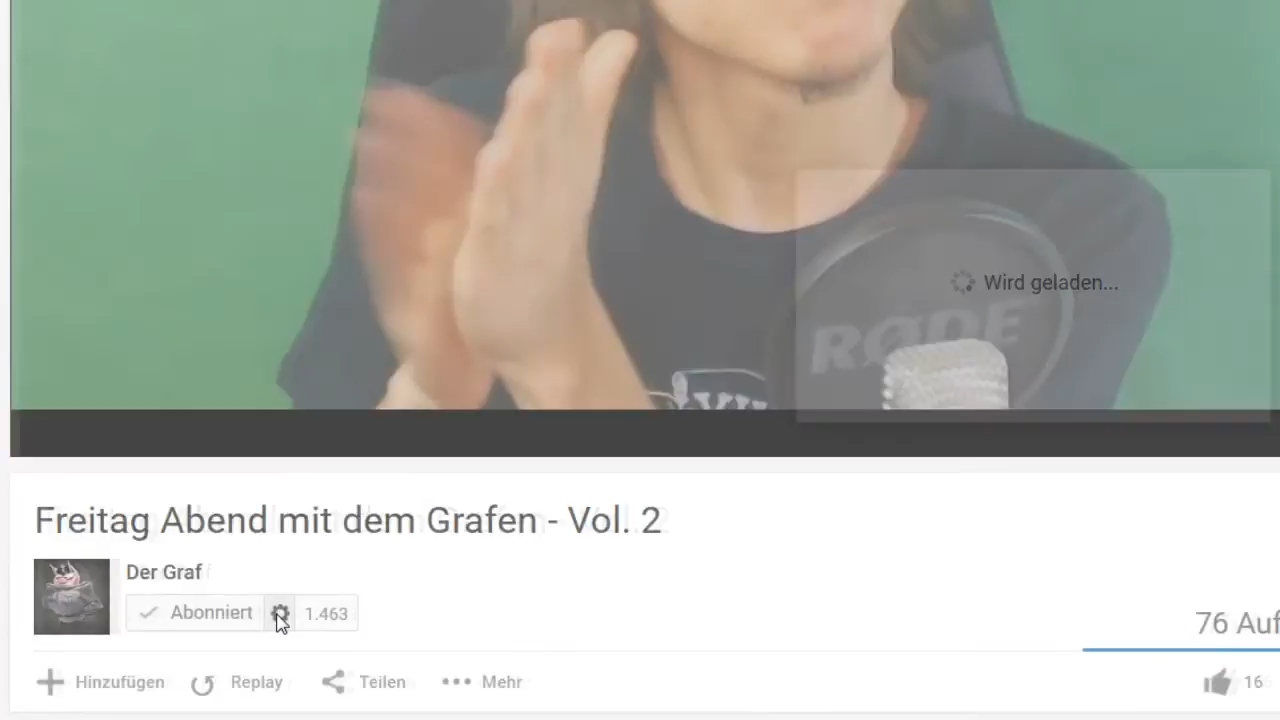 Wird geladen...
RØDE
Freitag Abend mit dem Grafen - Vol. 2
Der Graf
Abonniert
1.463
76 Auf
Hinzufügen
Replay
Teilen
Mehr
16